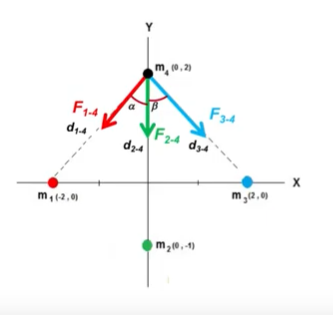 Y
m4 (0, 2)
α β
F1-4
F3-4
d1-4
F2-4
d2-4
d3-4
X
m1 (-2, 0)
m3 (2, 0)
m2 (0, -1)